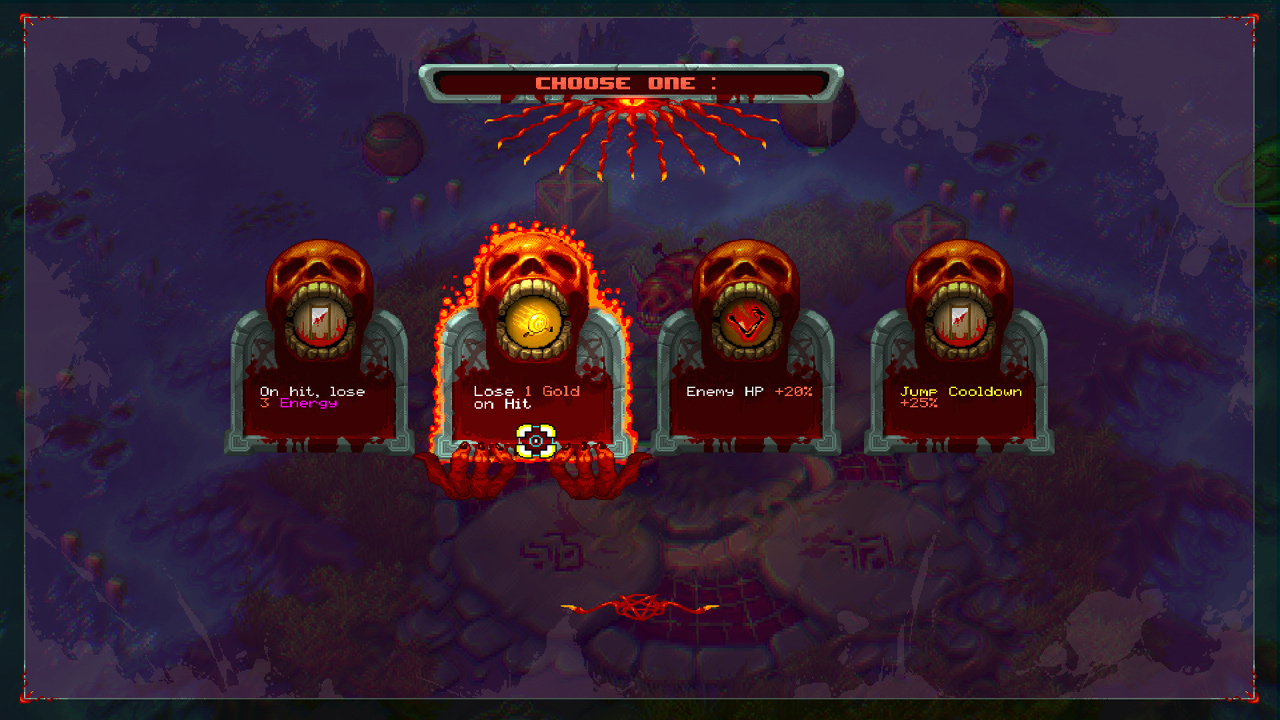 CHOOSE ONE :
On hit, lose
3 Energy
Lose 1 Gold
on Hit
Enemy HP +20%
Jump Cooldown
+25%